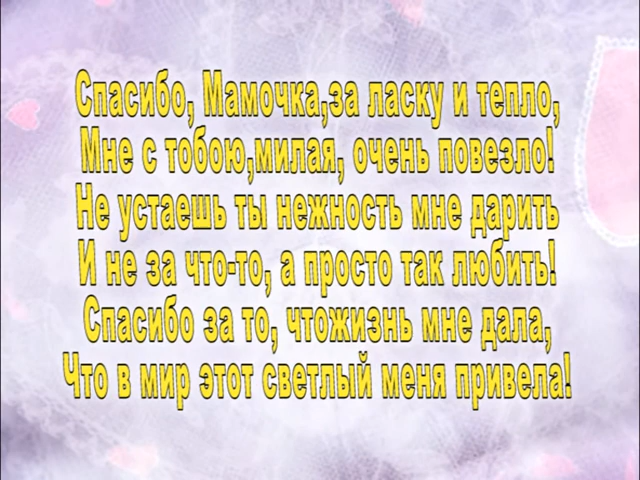 Спасибо, Мамочка,за ласку и тепло,
Мне с тобою,милая, очень повезло!
Не устаешь ты нежность мне дарить
И не за что-то, а просто так любить!
Спасибо за то, чтожизнь мне дала,
Что в мир этот светлый меня привела!